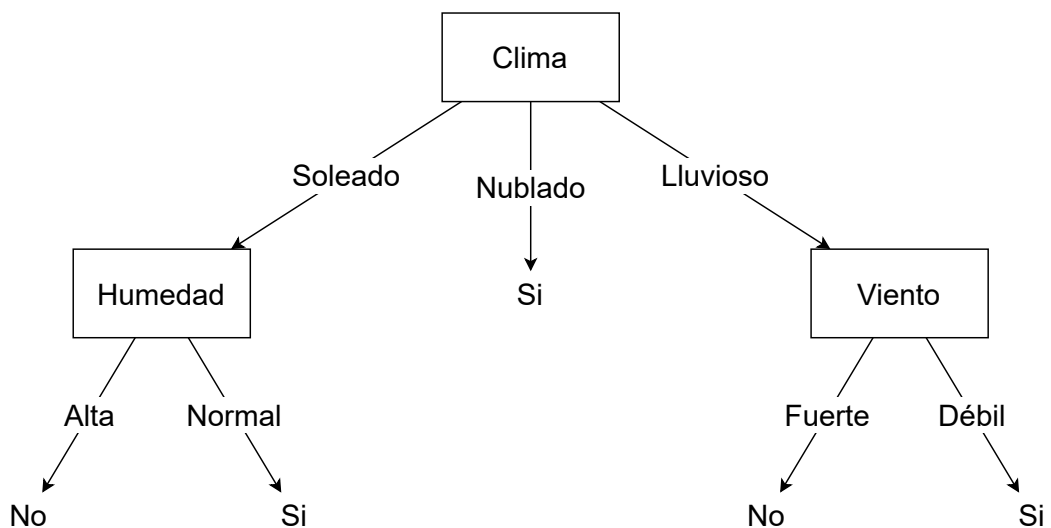 Clima
Soleado
Nublado
Lluvioso
Humedad
Si
Viento
Alta
Normal
Fuerte
Débil
No
Si
No
Si